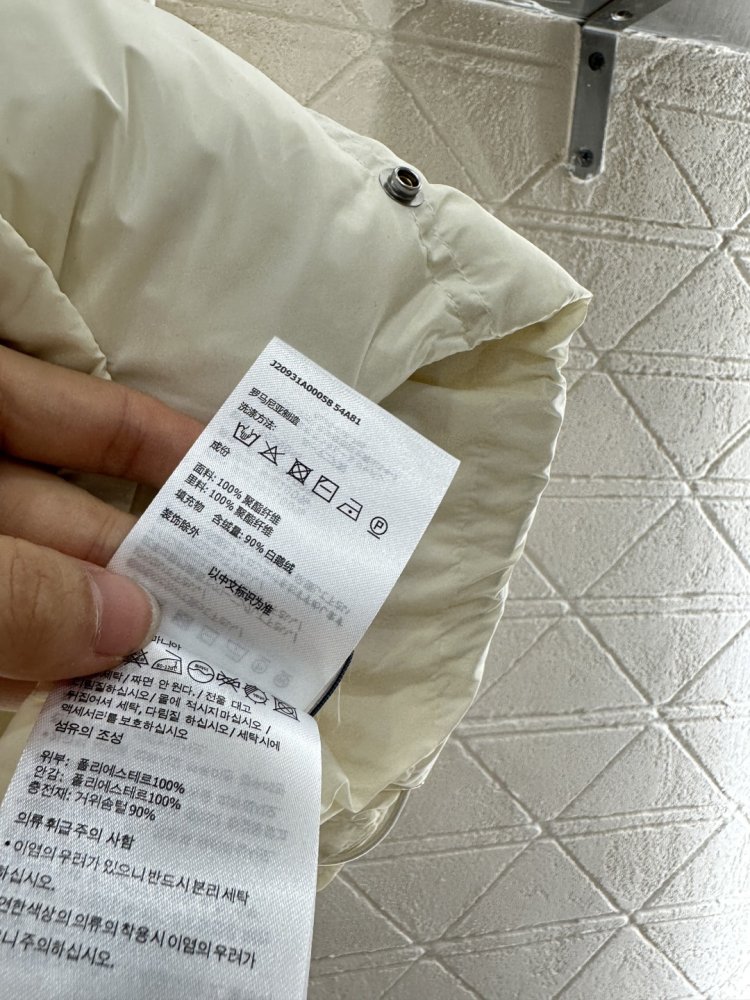 J20931A00058 54A81
罗马尼亚制造
洗涤方法:
P
成份
面料: 100% 聚酯纤维
里料: 100% 聚酯纤维
填充物 含绒量: 90% 白鹅绒
装饰除外
以中文标识为准
마니아
세탁 / 짜면 안 원다. / 전을 대고
림질하십시오 / 물에 적시지마십시오 /
뒤집어서 세탁, 다림질 하십시오 / 세탁시에
액세서리를 보호하십시오
섬유의 조성
위부: 폴리에스테르100%
안감: 폴리에스테르100%
충전재: 거위솜털 90%
의류 취급 주의 사항
• 이염의 우려가 있으니 반드시 분리 세탁
하십시오.
연한 색상의 의류의 착용 시 이염의 우려가
니 주의하십시오.